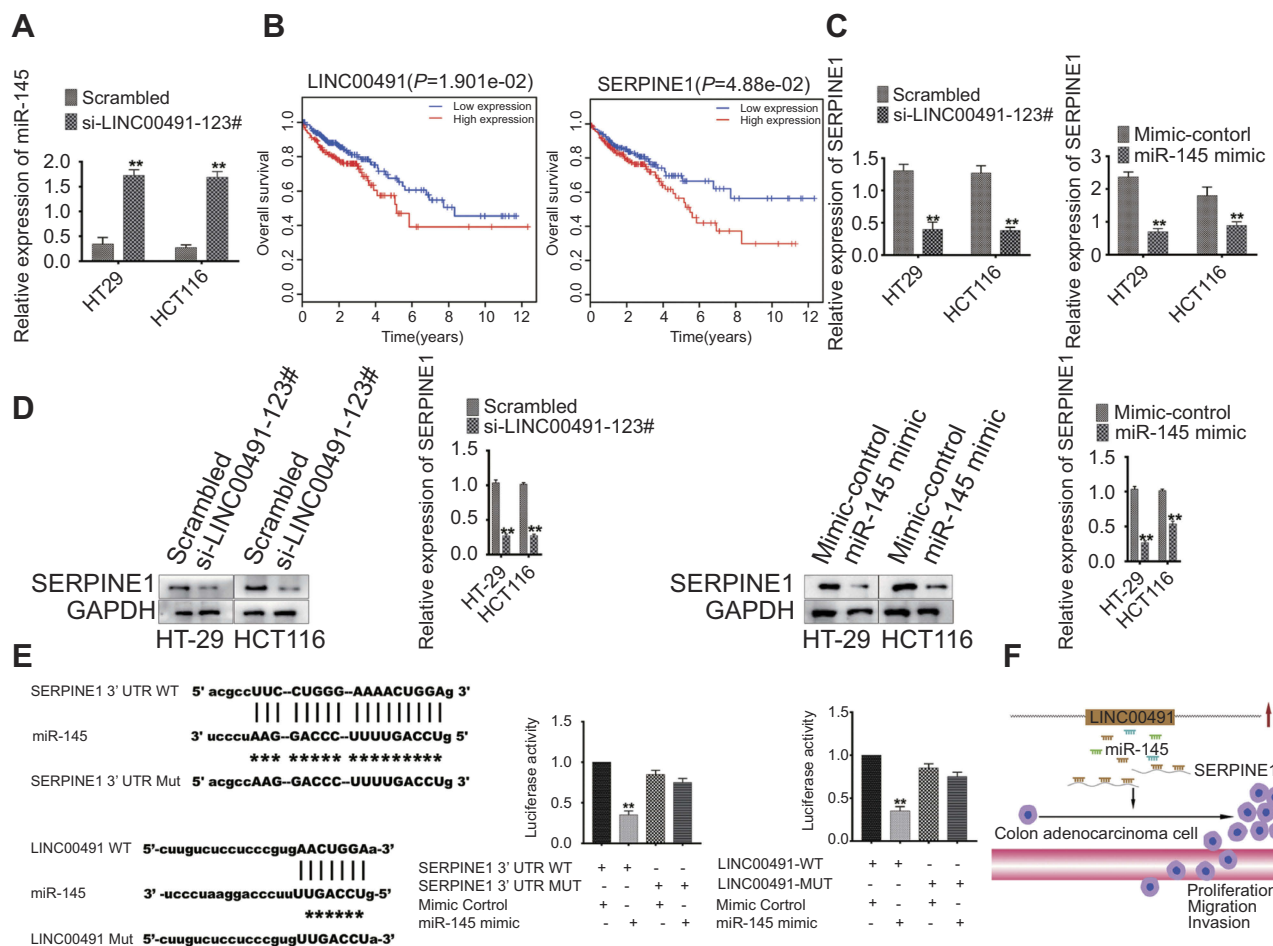 A
Relative expression of miR-145
Scrambled
si-LINC00491-123#
2.0
1.5
1.0
0.5
0.0
**
**
HT29
HCT116
B
LINC00491(P=1.901e-02)
Low expression
High expression
Overall survival
1.0
0.8
0.6
0.4
0.2
0.0
0 2 4 6 8 10 12
Time(years)
SERPINE1(P=4.88e-02)
Low expression
High expression
Overall survival
1.0
0.8
0.6
0.4
0.2
0.0
0 2 4 6 8 10 12
Time(years)
C
Relative expression of SERPINE1
Scrambled
si-LINC00491-123#
1.5
1.0
0.5
0.0
**
**
HT29
HCT116
Relative expression of SERPINE1
Mimic-contorl
miR-145 mimic
3
2
1
0
**
**
HT29
HCT116
D
Scrambled
si-LINC00491-123#
Scrambled
si-LINC00491-123#
SERPINE1
GAPDH
HT-29 HCT116
Relative expression of SERPINE1
Scrambled
si-LINC00491-123#
1.5
1.0
0.5
0.0
**
**
HT-29
HCT116
Mimic-control
miR-145 mimic
Mimic-control
miR-145 mimic
SERPINE1
GAPDH
HT-29 HCT116
Relative expression of SERPINE1
Mimic-control
miR-145 mimic
1.5
1.0
0.5
0.0
**
**
HT-29
HCT116
E
SERPINE1 3' UTR WT 5' acgccUUC--CUGGG--AAAACUGGAg 3'
miR-145 3' ucccuAAG--GACCC--UUUUGACCUg 5'
*** ***** *********
SERPINE1 3' UTR Mut 5' acgccAAG--GACCC--UUUUGACCUg 3'
LINC00491 WT 5'-cuugucuccucccgugAACUGGAa-3'
miR-145 3' -ucccuaaggacccuuUUGACCUg-5'
******
LINC00491 Mut 5'-cuugucuccucccgugUUGACCUa-3'
Luciferase activity
1.5
1.0
0.5
0.0
**
SERPINE1 3' UTR WT + + - -
SERPINE1 3' UTR MUT - - + +
Mimic Control + - + -
miR-145 mimic - + - +
Luciferase activity
1.5
1.0
0.5
0.0
**
LINC00491-WT + + - -
LINC00491-MUT - - + +
Mimic Control + - + -
miR-145 mimic - + - +
F
LINC00491
miR-145
SERPINE1
Colon adenocarcinoma cell
Proliferation
Migration
Invasion